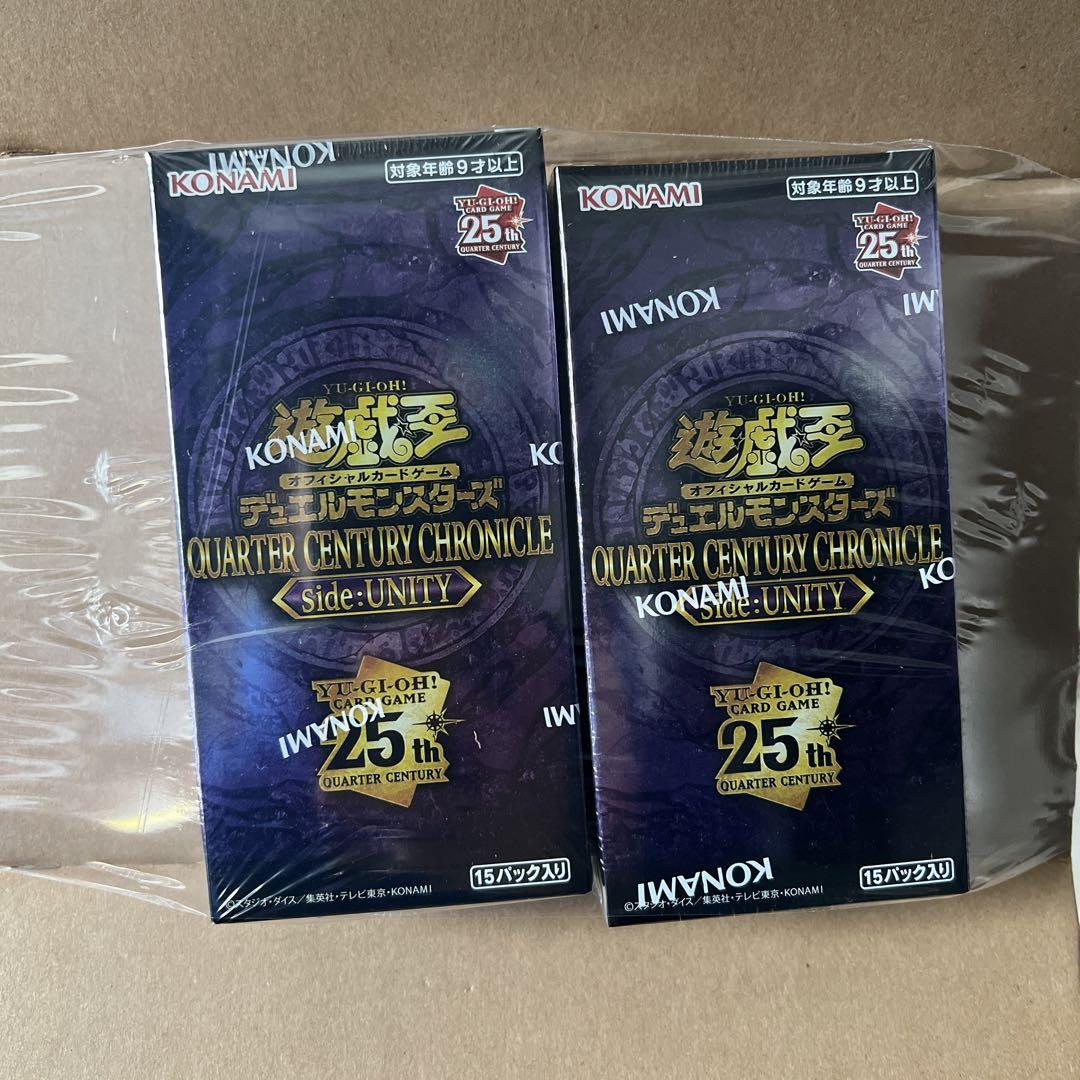 KONAMI
KONAMI
対象年齢9才以上
YU-GI-OH!
CARD GAME
25th
QUARTER CENTURY
YU-GI-OH!
遊戯王
KONAMI
KC
オフィシャルカードゲーム
デュエルモンスターズ
QUARTER CENTURY CHRONICLE
side:UNITY
YU-GI-OH!
CARD GAME
25th
QUARTER CENTURY
KONAMI
15パック入り
©スタジオ・ダイス/集英社・テレビ東京・KONAMI
KONAMI
対象年齢9才以上
YU-GI-OH!
CARD GAME
25th
QUARTER CENTURY
KONAMI
YU-GI-OH!
遊戯王
オフィシャルカードゲーム
デュエルモンスターズ
QUARTER CENTURY CHRONICLE
KO
KONAMI
side:UNITY
YU-GI-OH!
CARD GAME
25th
QUARTER CENTURY
KONAMI
15パック入り
©スタジオ・ダイス/集英社・テレビ東京・KONAMI